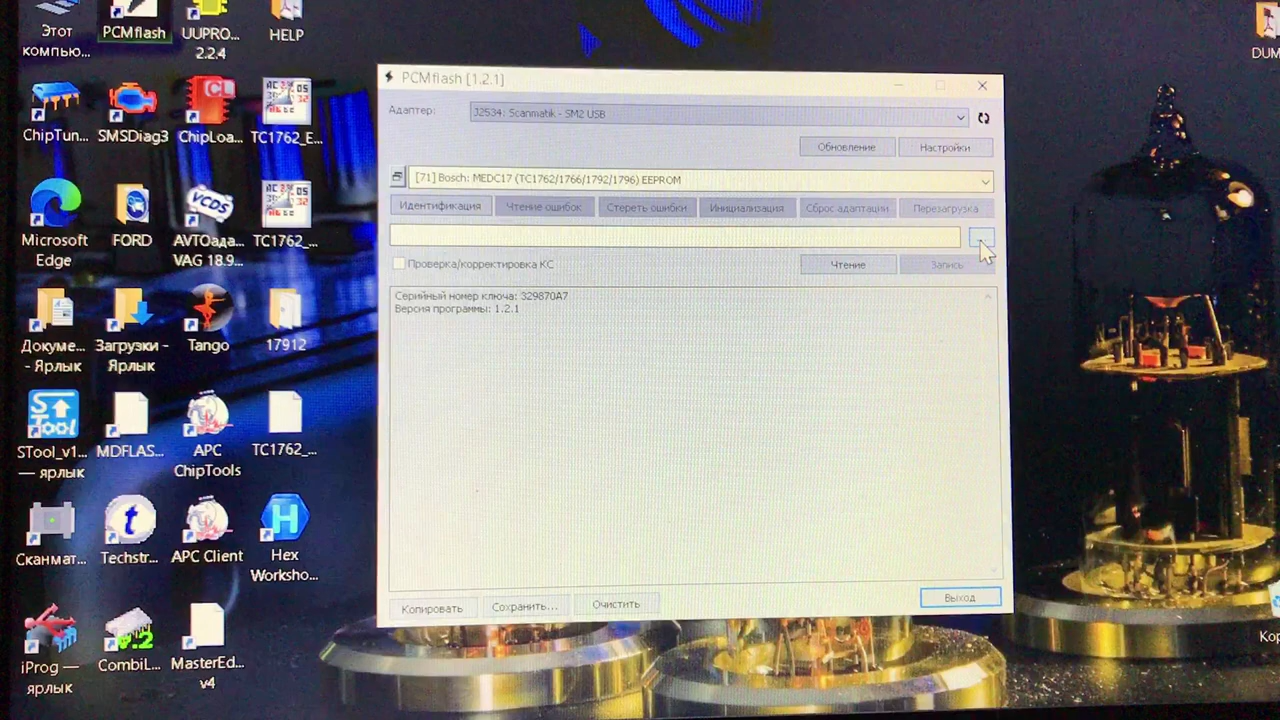 Этот
компью...
PCMflash
UUPRO...
2.2.4
HELP
DUM
ChipTun...
SMSDiag3
ChipLoa...
TC1762_E...
Microsoft
Edge
FORD
VCDS
AVTOада...
VAG 18.9...
TC1762_...
Докуме...
- Ярлык
Загрузки -
Ярлык
Tango
17912
STool_v1...
— ярлык
MDFLAS...
APC
ChipTools
TC1762_...
Сканмат...
Techstr...
APC Client
Hex
Worksho...
iProg —
ярлык
CombiL...
MasterEd...
v4
Кор
PCMflash [1.2.1]
Адаптер:
J2534: Scanmatik - SM2 USB
Обновление
Настройки
[71] Bosch: MEDC17 (TC1762/1766/1792/1796) EEPROM
Идентификация
Чтение ошибок
Стереть ошибки
Инициализация
Сброс адаптации
Перезагрузка
...
Проверка/корректировка КС
Чтение
Запись
Серийный номер ключа: 329870A7
Версия программы: 1.2.1
Копировать
Сохранить...
Очистить
Выход